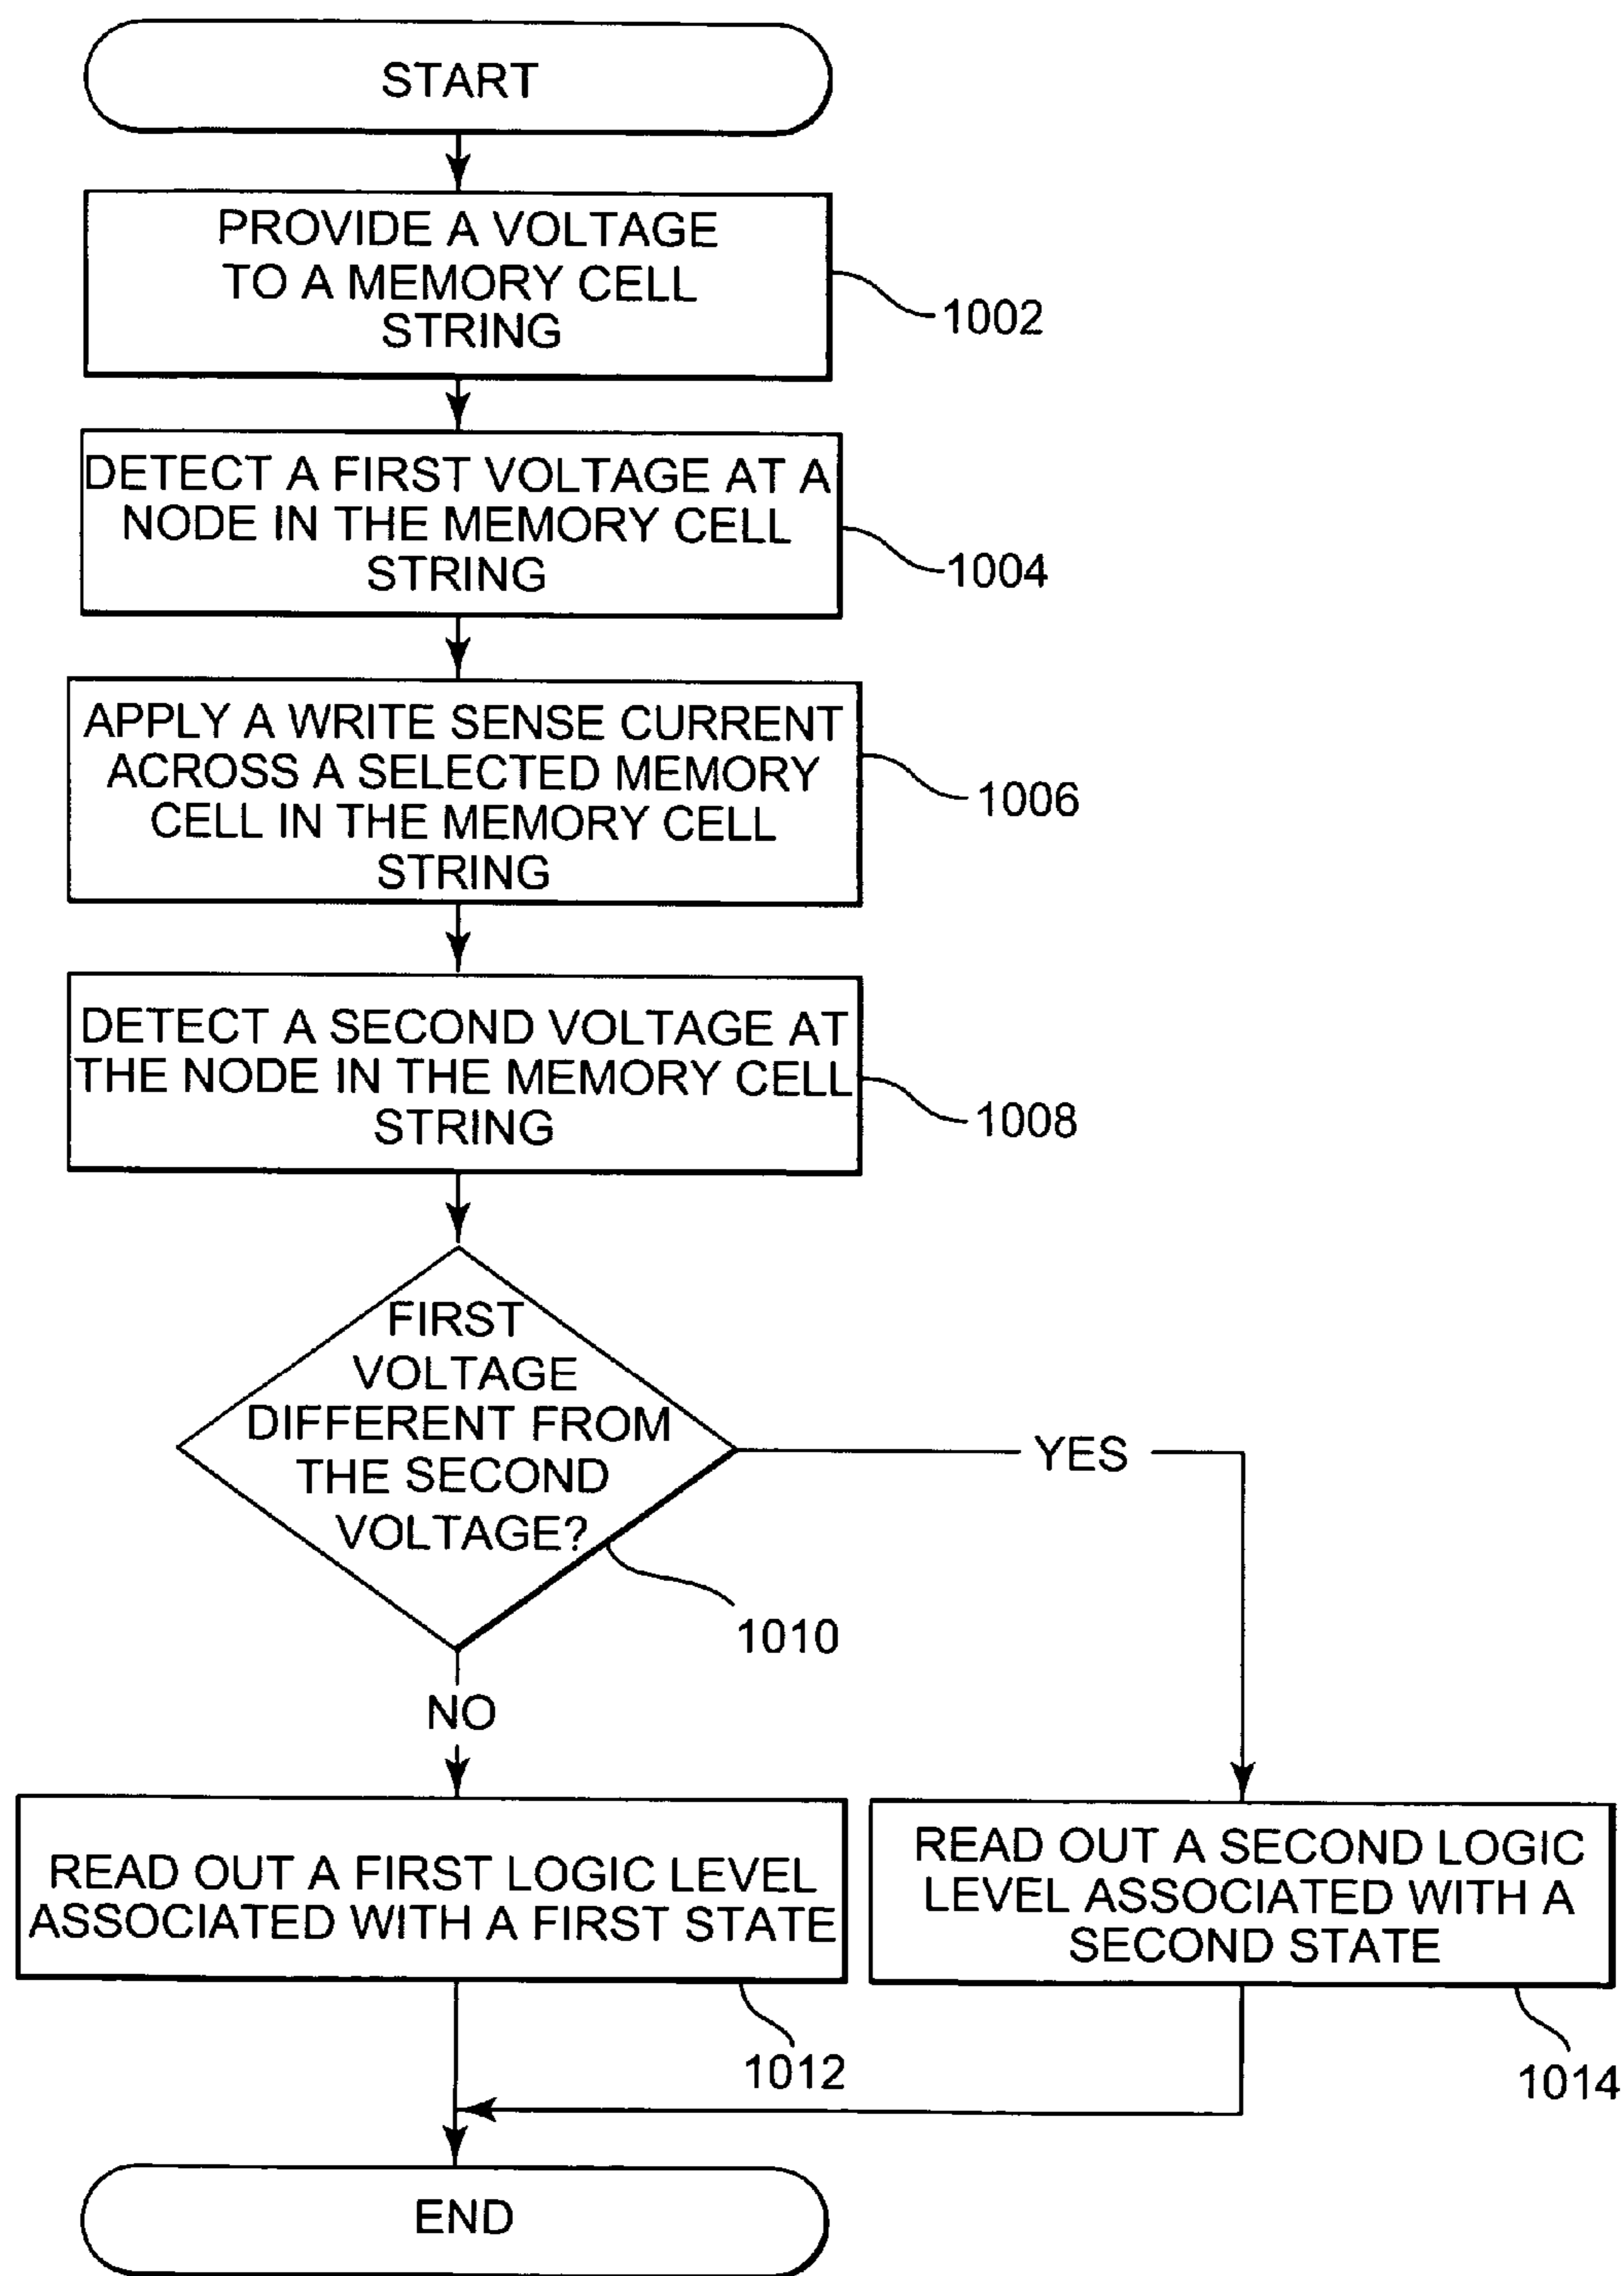 START
PROVIDE A VOLTAGE
TO A MEMORY CELL
STRING
1002
DETECT A FIRST VOLTAGE AT A
NODE IN THE MEMORY CELL
STRING
1004
APPLY A WRITE SENSE CURRENT
ACROSS A SELECTED MEMORY
CELL IN THE MEMORY CELL
STRING
1006
DETECT A SECOND VOLTAGE AT
THE NODE IN THE MEMORY CELL
STRING
1008
FIRST
VOLTAGE
DIFFERENT FROM
THE SECOND
VOLTAGE?
YES
1010
NO
READ OUT A FIRST LOGIC LEVEL
ASSOCIATED WITH A FIRST STATE
1012
READ OUT A SECOND LOGIC
LEVEL ASSOCIATED WITH A
SECOND STATE
1014
END